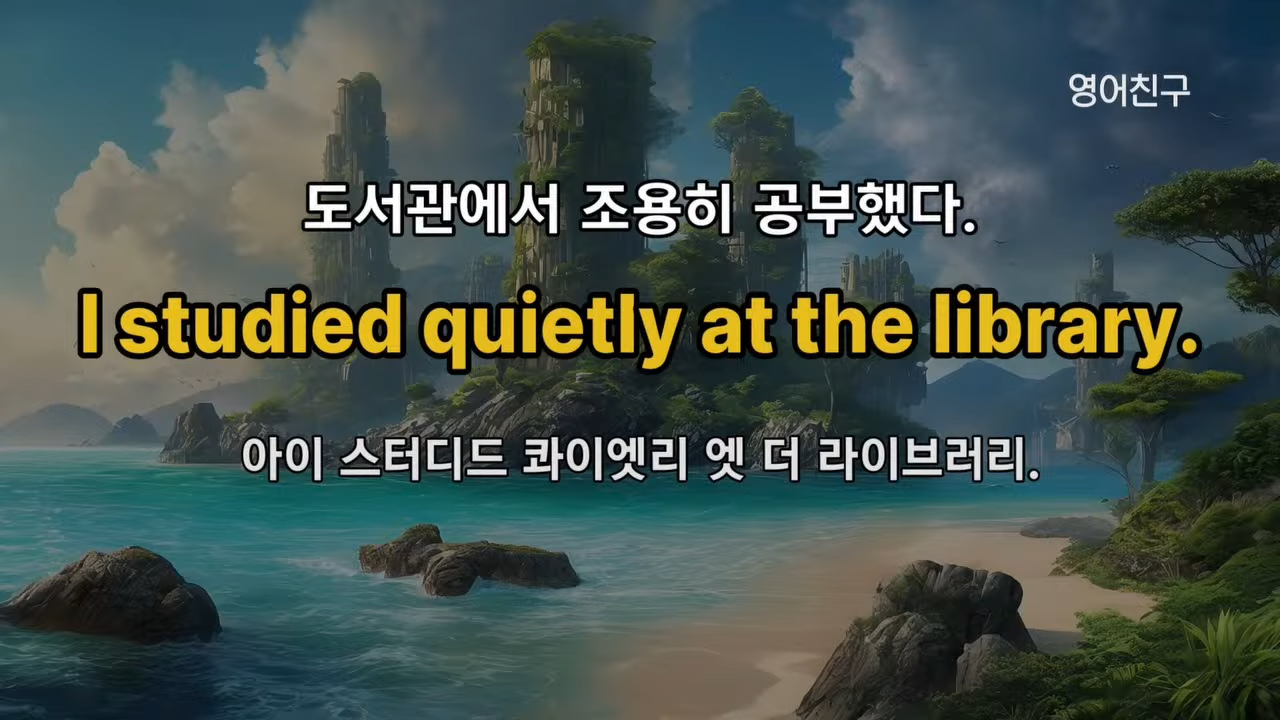 영어친구
도서관에서 조용히 공부했다.
I studied quietly at the library.
아이 스터디드 콰이엣리 엣 더 라이브러리.